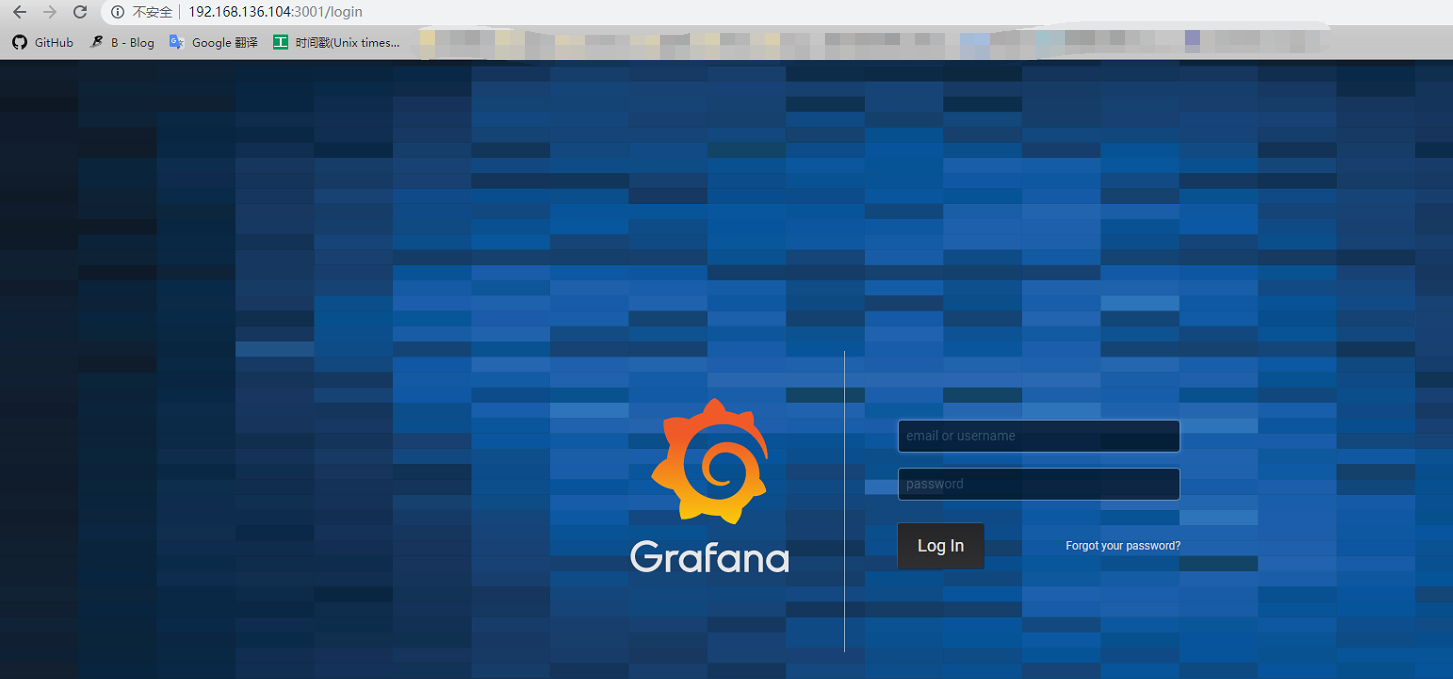 不安全 192.168.136.104:3001/login
GitHub B - Blog Google 翻译 时间戳(Unix times...
email or username
password
Log In Forgot your password?
Grafana